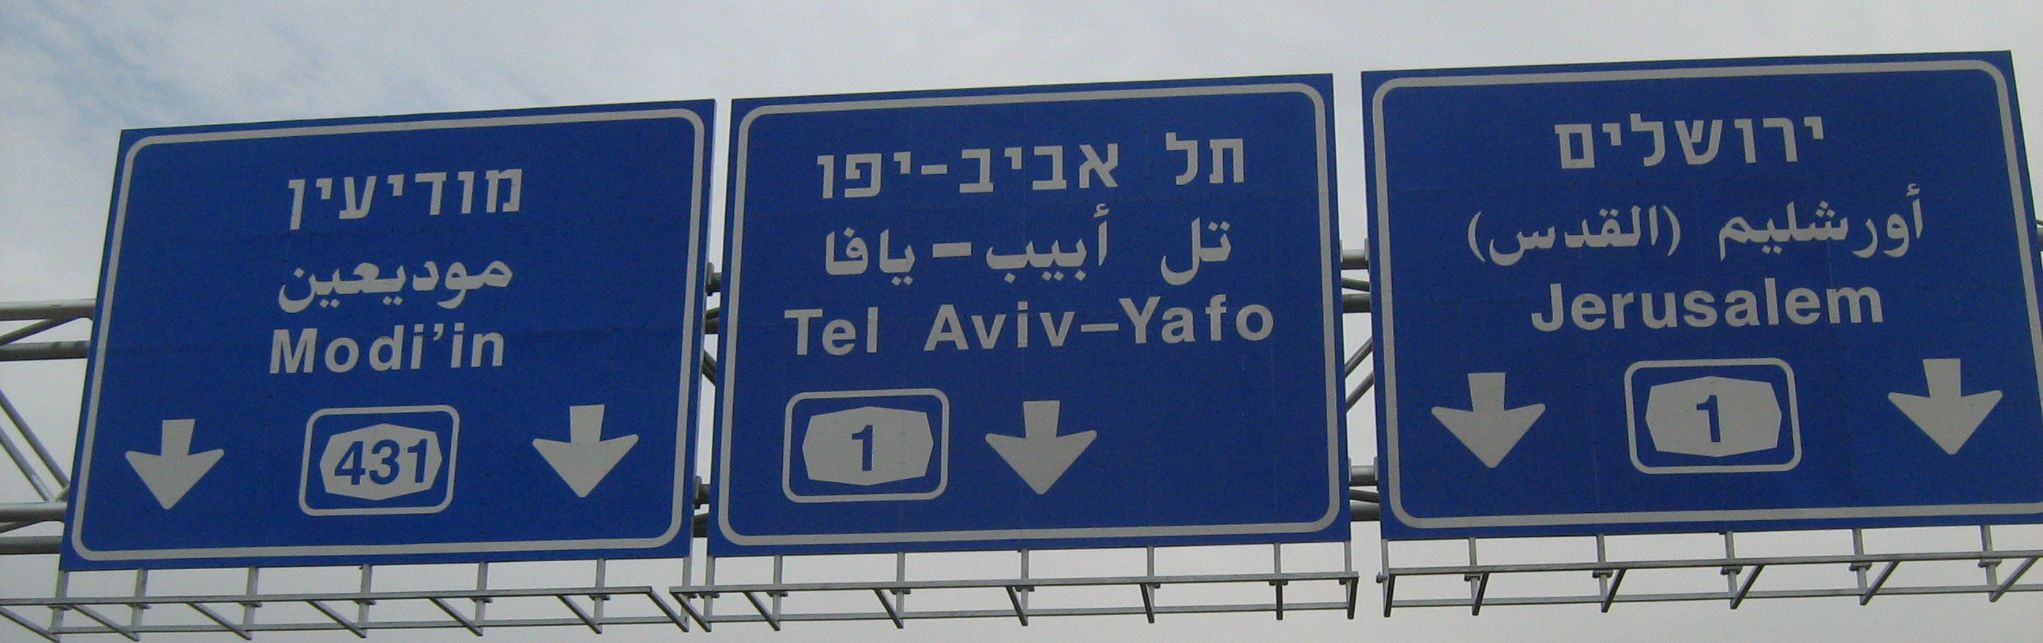 מודיעין
موديعين
Modi'in
431
תל אביב-יפו
تل أبيب - يافا
Tel Aviv–Yafo
1
ירושלים
أورشليم (القدس)
Jerusalem
1